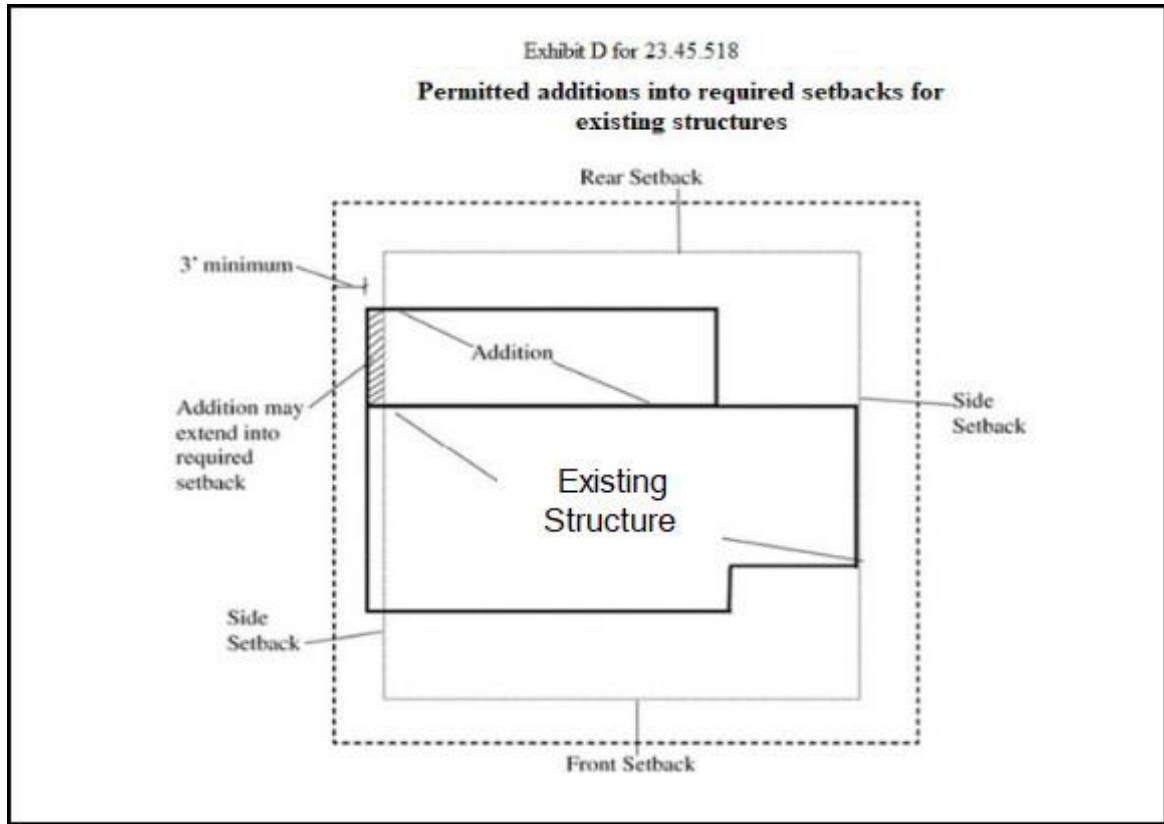 Exhibit D for 23.45.518
Permitted additions into required setbacks for
existing structures
Rear Setback
3' minimum
Addition
Addition may
extend into
required
setback
Side
Setback
Existing
Structure
Side
Setback
Front Setback